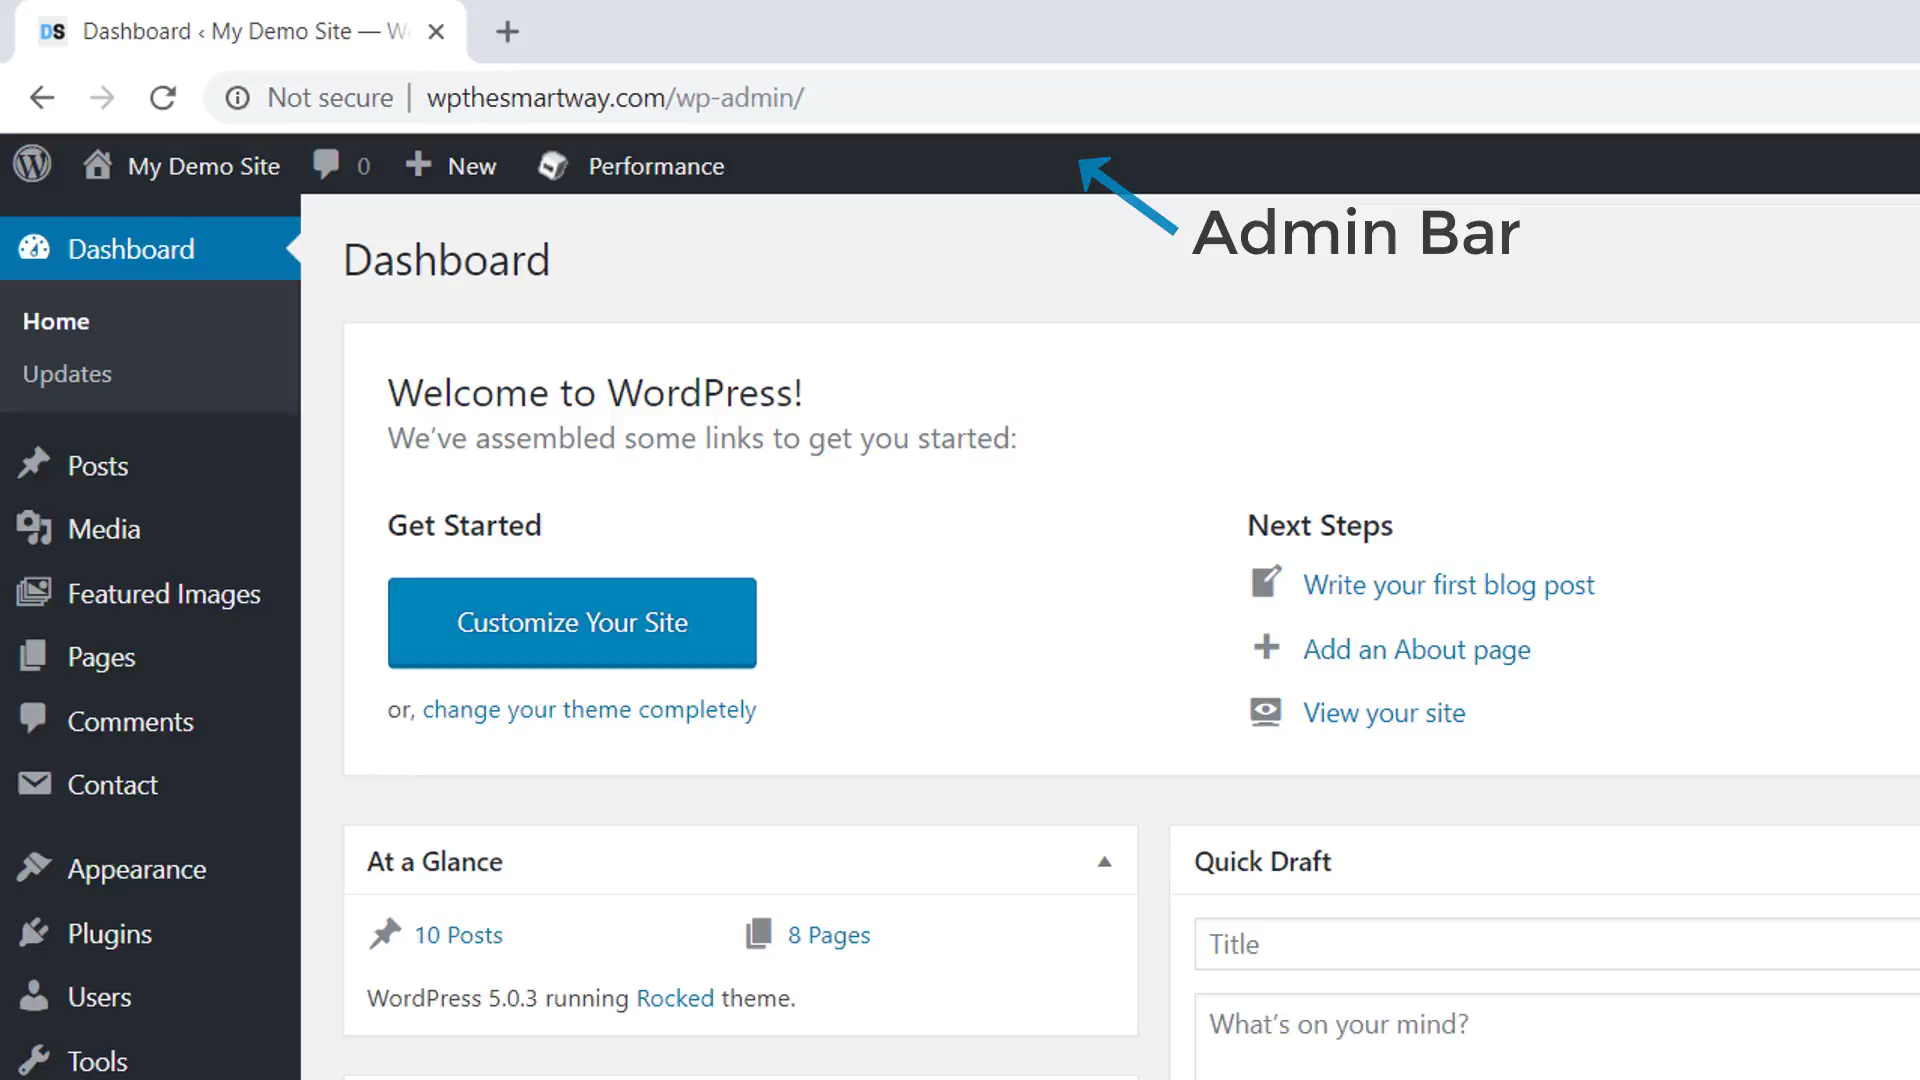 DS Dashboard ‹ My Demo Site — W
Not secure | wpthesmartway.com/wp-admin/
My Demo Site 0 New Performance
Admin Bar
Dashboard
Home
Updates
Posts
Media
Featured Images
Pages
Comments
Contact
Appearance
Plugins
Users
Tools
Dashboard
Welcome to WordPress!
We’ve assembled some links to get you started:
Get Started
Customize Your Site
or, change your theme completely
Next Steps
Write your first blog post
Add an About page
View your site
At a Glance
10 Posts 8 Pages
WordPress 5.0.3 running Rocked theme.
Quick Draft
Title
What’s on your mind?